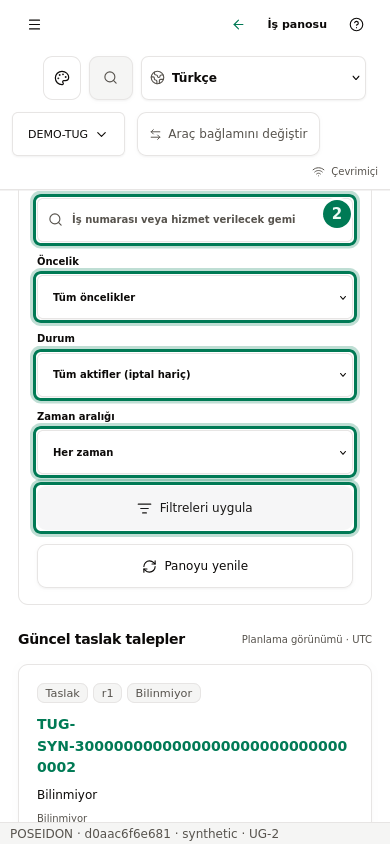 İş panosu
Türkçe
DEMO-TUG
Araç bağlamını değiştir
Çevrimiçi
İş numarası veya hizmet verilecek gemi
2
Öncelik
Tüm öncelikler
Durum
Tüm aktifler (iptal hariç)
Zaman aralığı
Her zaman
Filtreleri uygula
Panoyu yenile
Güncel taslak talepler
Planlama görünümü · UTC
Taslak
r1
Bilinmiyor
TUG-
SYN-3000000000000000000000000000
0002
Bilinmiyor
Bilinmiyor
POSEIDON · d0aac6f6e681 · synthetic · UG-2